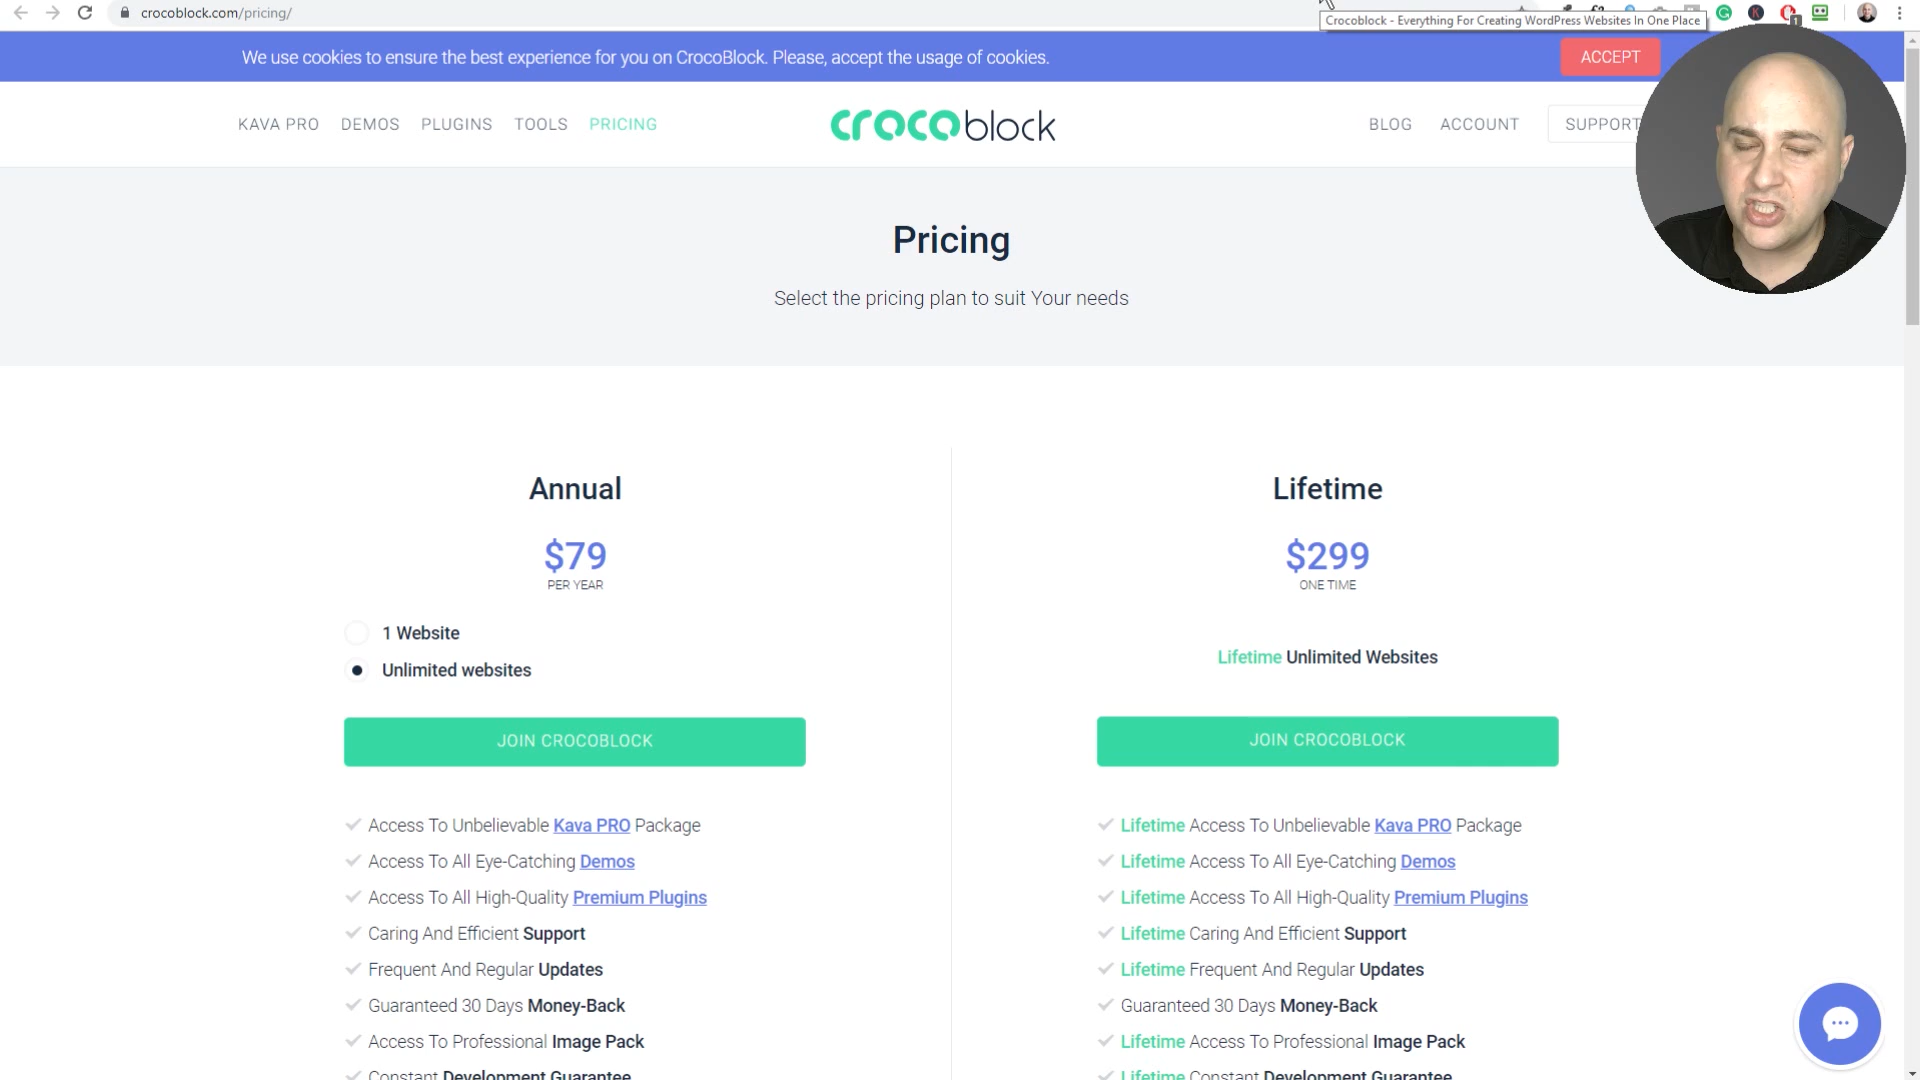 crocoblock.com/pricing/
Crocoblock - Everything For Creating WordPress Websites In One Place
1
We use cookies to ensure the best experience for you on CrocoBlock. Please, accept the usage of cookies.
ACCEPT
KAVA PRO
DEMOS
PLUGINS
TOOLS
PRICING
crocoblock
BLOG
ACCOUNT
SUPPORT
Pricing
Select the pricing plan to suit Your needs
Annual
$79
PER YEAR
1 Website
Unlimited websites
JOIN CROCOBLOCK
Access To Unbelievable Kava PRO Package
Access To All Eye-Catching Demos
Access To All High-Quality Premium Plugins
Caring And Efficient Support
Frequent And Regular Updates
Guaranteed 30 Days Money-Back
Access To Professional Image Pack
Constant Development Guarantee
Lifetime
$299
ONE TIME
Lifetime Unlimited Websites
JOIN CROCOBLOCK
Lifetime Access To Unbelievable Kava PRO Package
Lifetime Access To All Eye-Catching Demos
Lifetime Access To All High-Quality Premium Plugins
Lifetime Caring And Efficient Support
Lifetime Frequent And Regular Updates
Guaranteed 30 Days Money-Back
Lifetime Access To Professional Image Pack
Lifetime Constant Development Guarantee